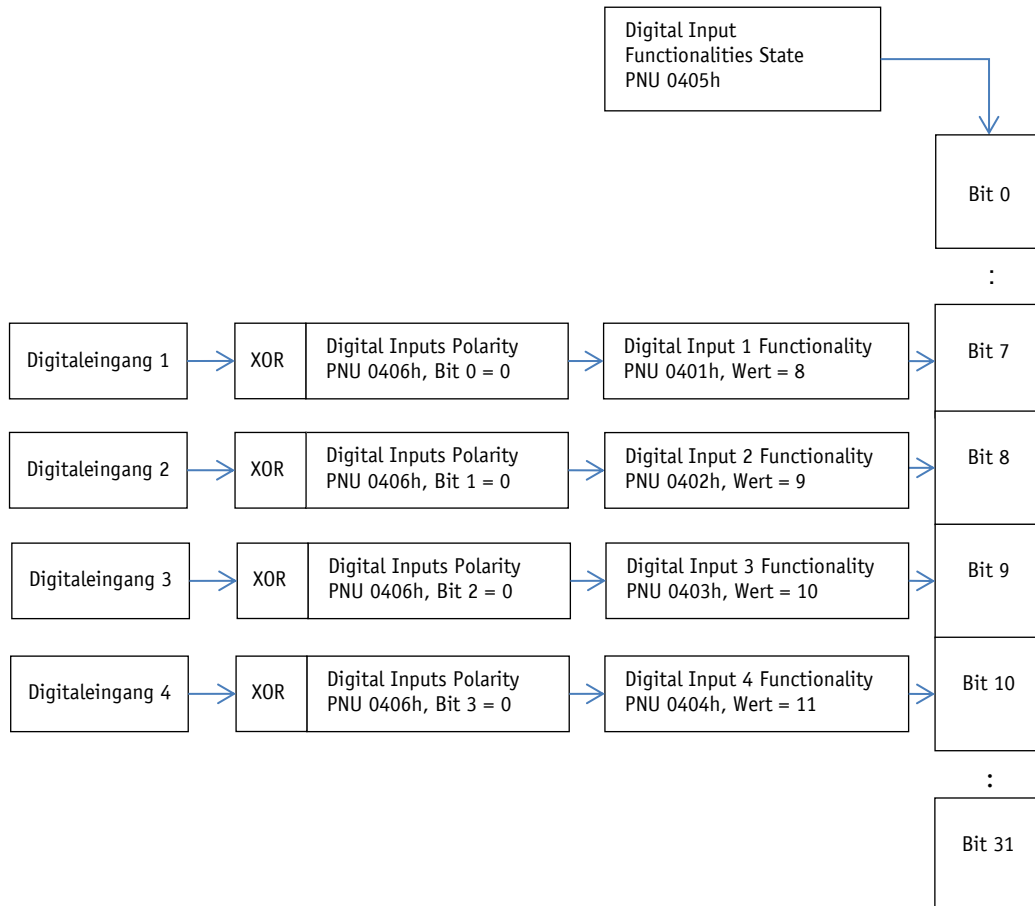 Digital Input
Functionalities State
PNU 0405h
Bit 0
:
Digitaleingang 1
XOR
Digital Inputs Polarity
PNU 0406h, Bit 0 = 0
Digital Input 1 Functionality
PNU 0401h, Wert = 8
Bit 7
Digitaleingang 2
XOR
Digital Inputs Polarity
PNU 0406h, Bit 1 = 0
Digital Input 2 Functionality
PNU 0402h, Wert = 9
Bit 8
Digitaleingang 3
XOR
Digital Inputs Polarity
PNU 0406h, Bit 2 = 0
Digital Input 3 Functionality
PNU 0403h, Wert = 10
Bit 9
Digitaleingang 4
XOR
Digital Inputs Polarity
PNU 0406h, Bit 3 = 0
Digital Input 4 Functionality
PNU 0404h, Wert = 11
Bit 10
:
Bit 31